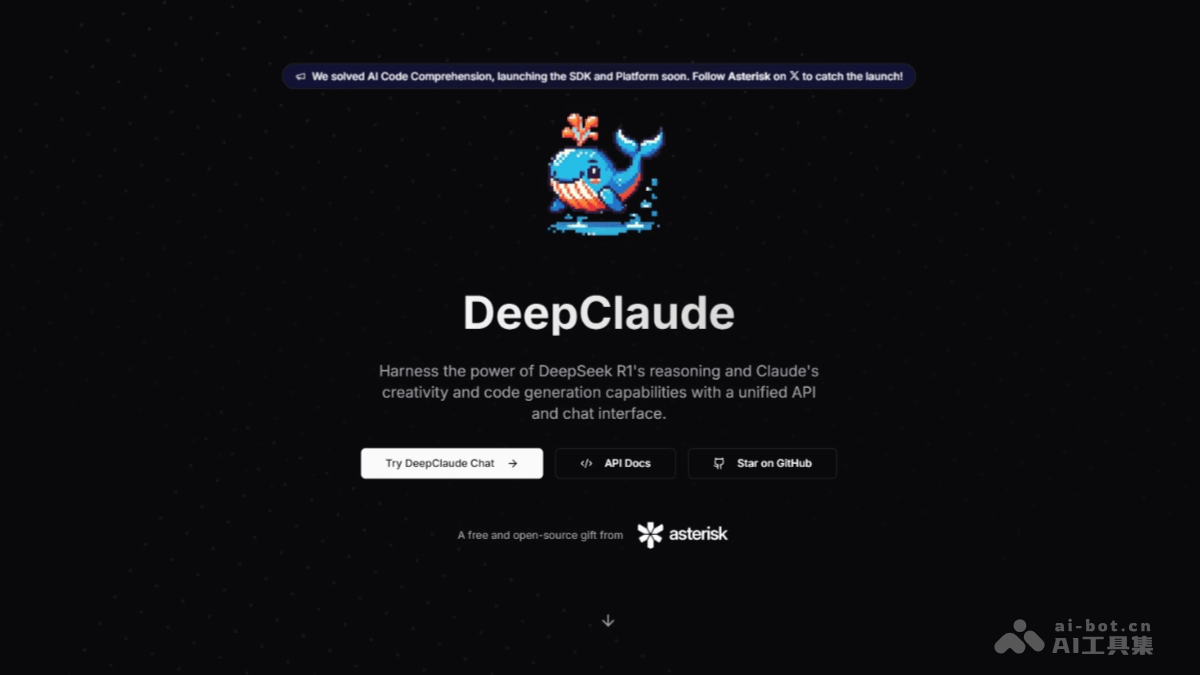 We solved AI Code Comprehension, launching the SDK and Platform soon. Follow Asterisk on 𝕏 to catch the launch!
DeepClaude
Harness the power of DeepSeek R1's reasoning and Claude's
creativity and code generation capabilities with a unified API
and chat interface.
Try DeepClaude Chat →
</> API Docs
Star on GitHub
A free and open-source gift from asterisk
ai-bot.cn
AI工具集